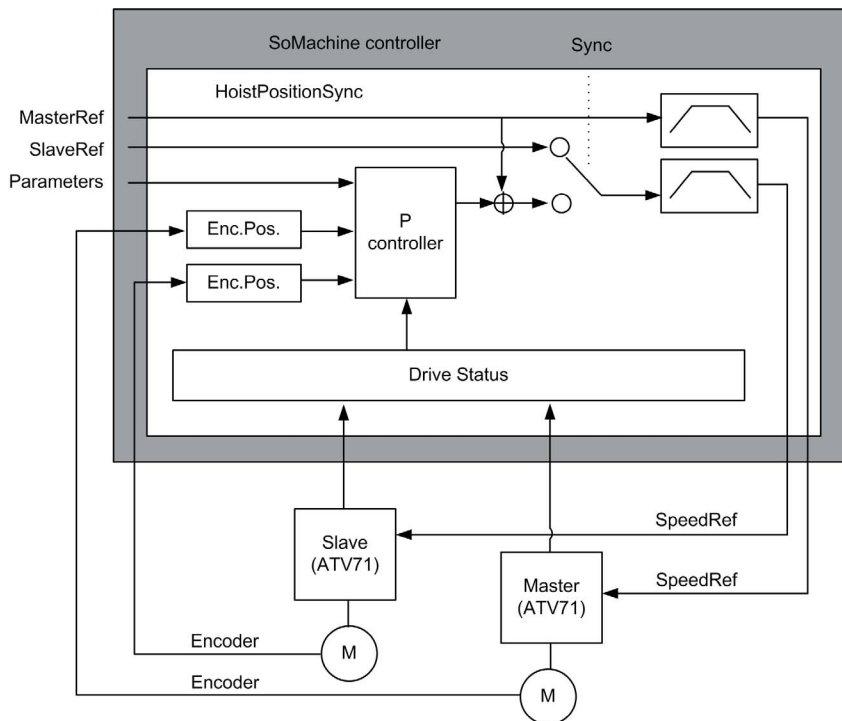 SoMachine controller
Sync
HoistPositionSync
MasterRef
SlaveRef
Parameters
P
controller
Enc.Pos.
Enc.Pos.
Drive Status
SpeedRef
Slave
(ATV71)
SpeedRef
Master
(ATV71)
Encoder
M
Encoder
M